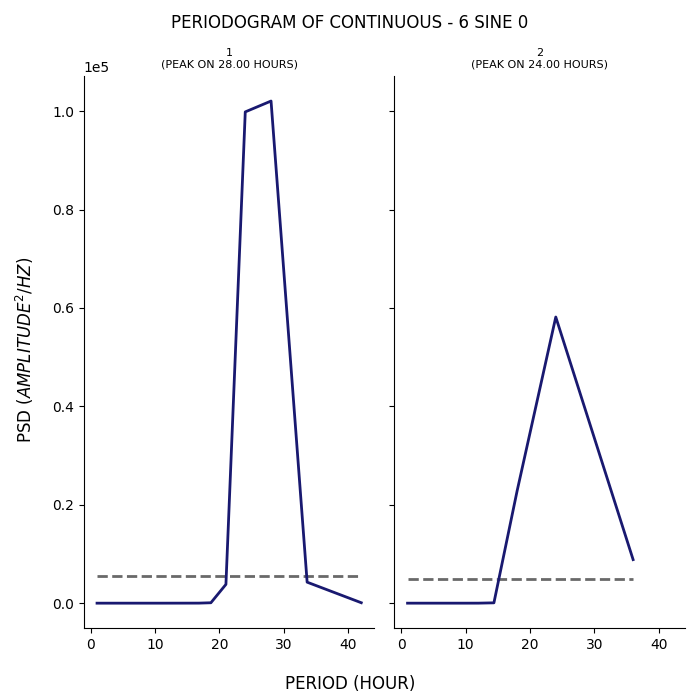 PERIODOGRAM OF CONTINUOUS - 6 SINE 0
1
(PEAK ON 28.00 HOURS)
2
(PEAK ON 24.00 HOURS)
1e5
1.0
0.8
0.6
0.4
0.2
0.0
PSD (AMPLITUDE²/HZ)
0 10 20 30 40
0 10 20 30 40
PERIOD (HOUR)